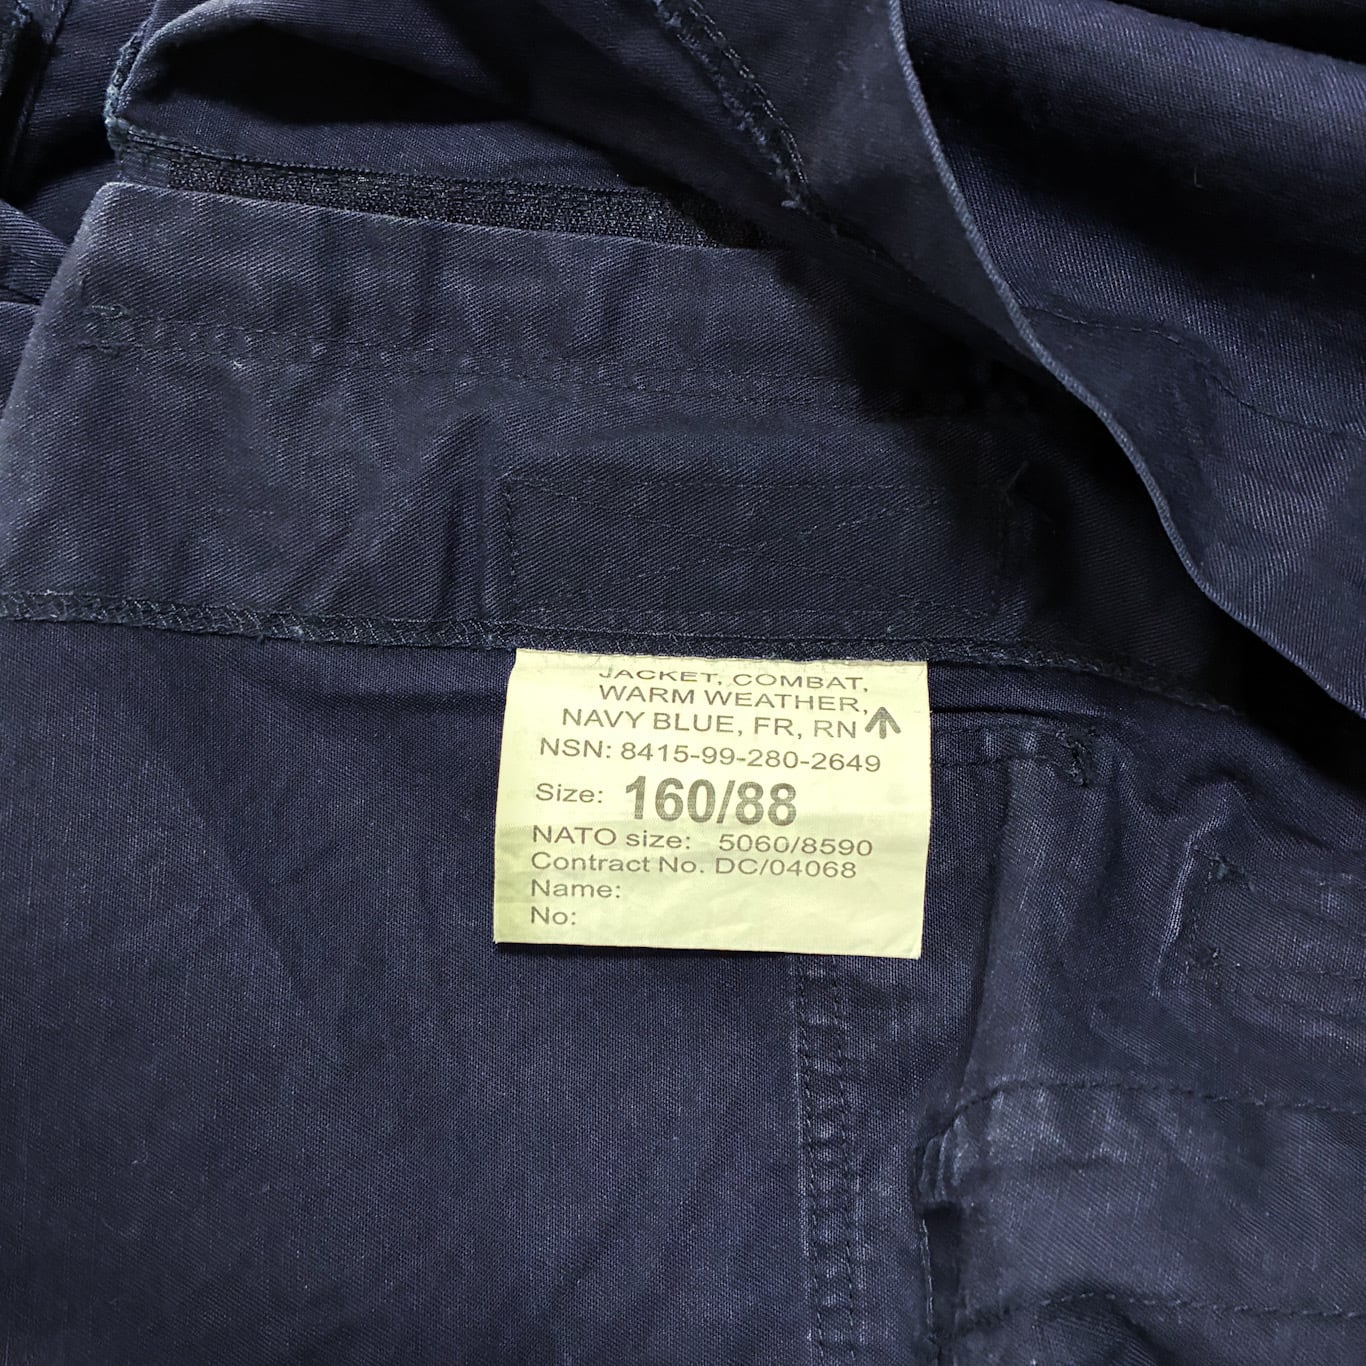 JACKET, COMBAT,
WARM WEATHER,
NAVY BLUE, FR, RN
NSN: 8415-99-280-2649
Size: 160/88
NATO size: 5060/8590
Contract No. DC/04068
Name:
No: